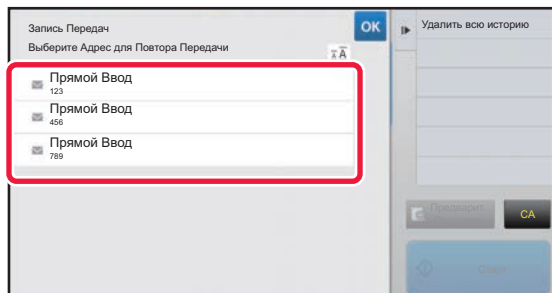 Запись Передач
OK
Удалить всю историю
Выберите Адрес для Повтора Передачи
Прямой Ввод
123
Прямой Ввод
456
Прямой Ввод
789
CA
Старт